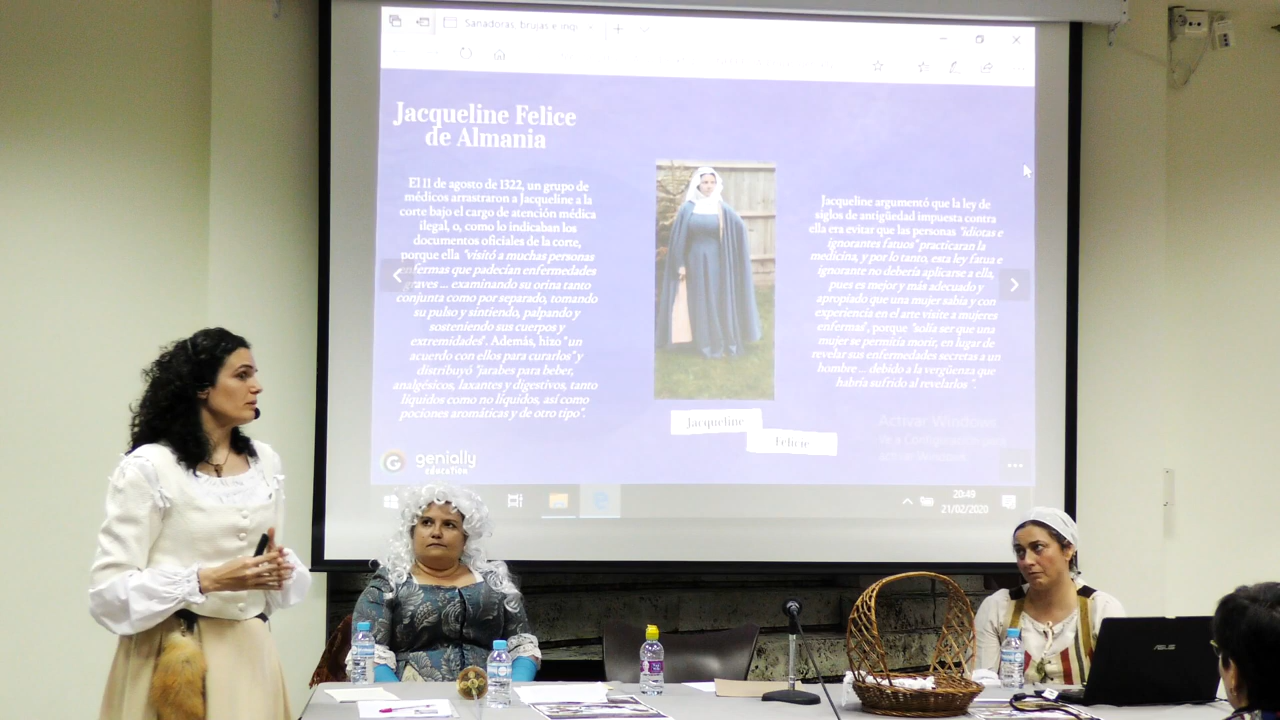 Sanadoras, brujas e inqi
Jacqueline Felice
de Almania
El 11 de agosto de 1322, un grupo de
médicos arrastraron a Jacqueline a la
corte bajo el cargo de atención médica
ilegal, o, como lo indicaban los
documentos oficiales de la corte,
porque ella "visitó a muchas personas
enfermas que padecían enfermedades
graves ... examinando su orina tanto
conjunta como por separado, tomando
su pulso y sintiendo, palpando y
sosteniendo sus cuerpos y
extremidades". Además, hizo "un
acuerdo con ellos para curarlos" y
distribuyó "jarabes para beber,
analgésicos, laxantes y digestivos, tanto
líquidos como no líquidos, así como
pociones aromáticas y de otro tipo".
Jacqueline argumentó que la ley de
siglos de antigüedad impuesta contra
ella era evitar que las personas "idiotas e
ignorantes fatuos" practicaran la
medicina, y por lo tanto, esta ley fatua e
ignorante no debería aplicarse a ella,
pues es mejor y más adecuado y
apropiado que una mujer sabia y con
experiencia en el arte visite a mujeres
enfermas", porque "solía ser que una
mujer se permitía morir, en lugar de
revelar sus enfermedades secretas a un
hombre ... debido a la vergüenza que
habría sufrido al revelarlos ".
Jacqueline
Felicie
Activar Windows
Ve a Configuración para
activar Windows.
G genially
EDUCATION
20:49
21/02/2020
ASUS